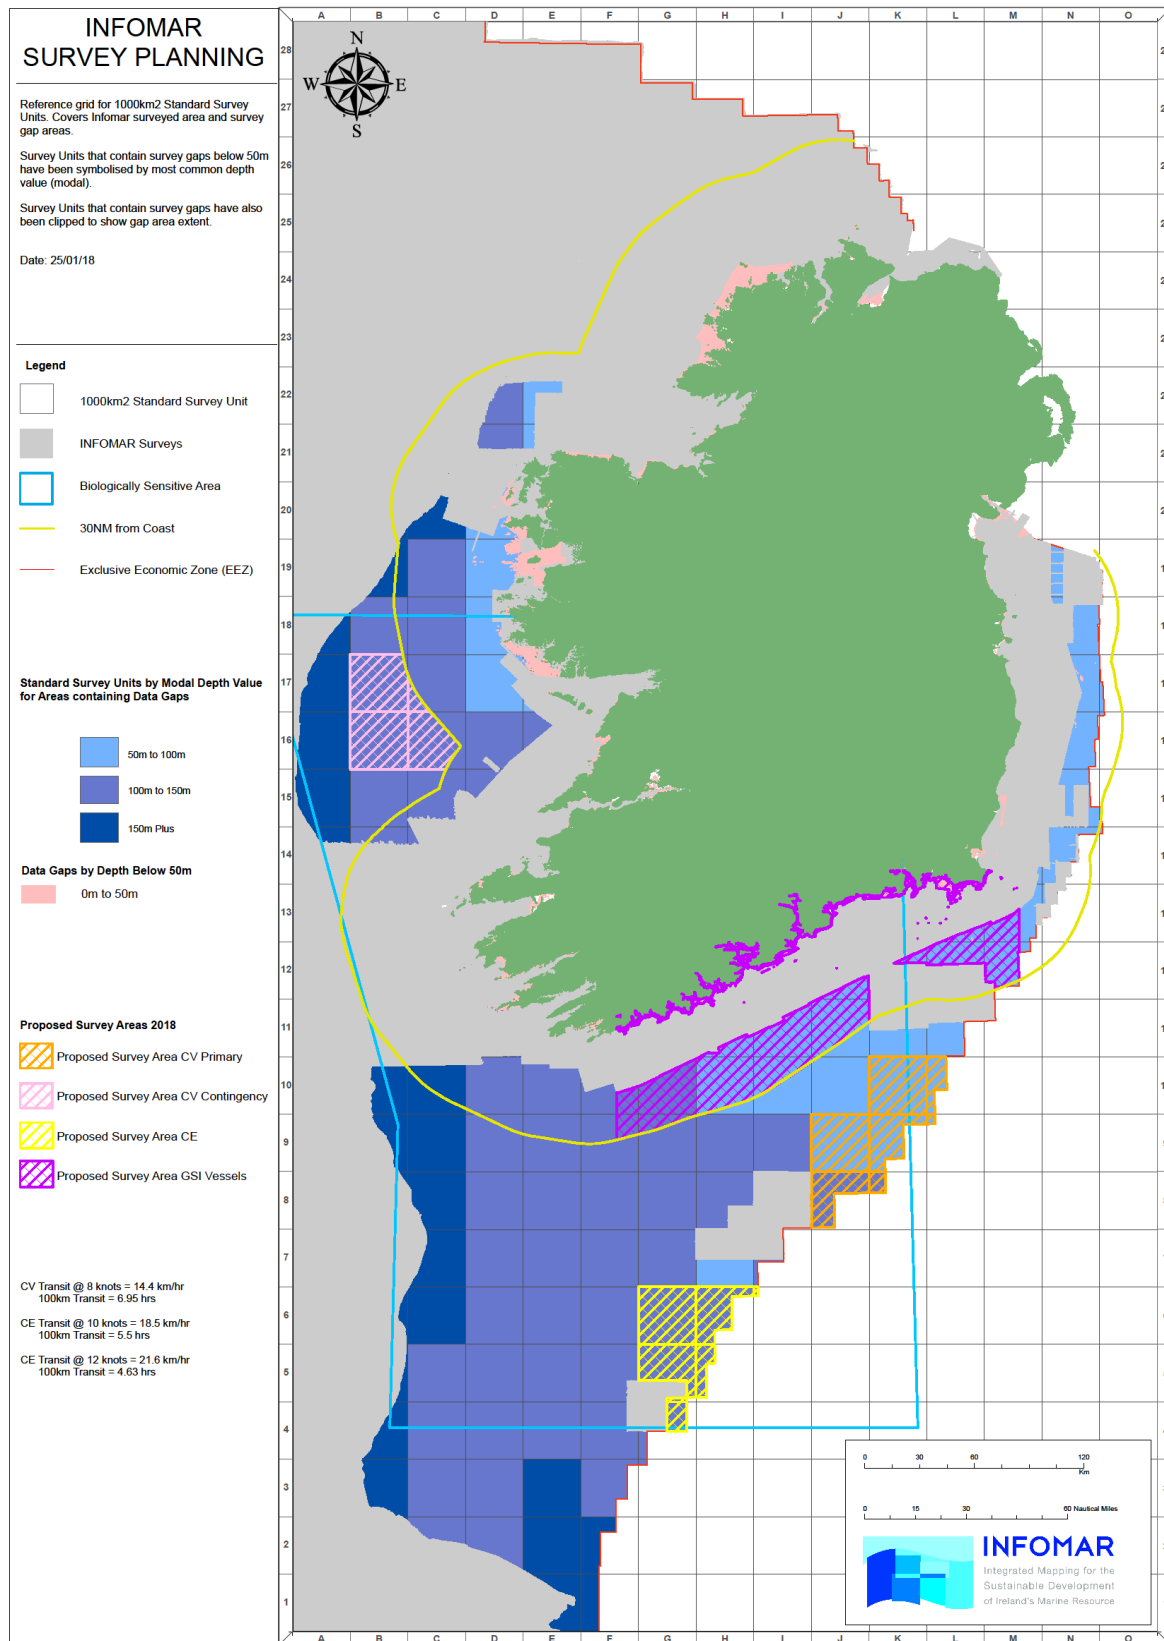 INFOMAR
SURVEY PLANNING
Reference grid for 1000km2 Standard Survey
Units. Covers Infomar surveyed area and survey
gap areas.
Survey Units that contain survey gaps below 50m
have been symbolised by most common depth
value (modal).
Survey Units that contain survey gaps have also
been clipped to show gap area extent.
Date: 25/01/18
Legend
1000km2 Standard Survey Unit
INFOMAR Surveys
Biologically Sensitive Area
30NM from Coast
Exclusive Economic Zone (EEZ)
Standard Survey Units by Modal Depth Value
for Areas containing Data Gaps
50m to 100m
100m to 150m
150m Plus
Data Gaps by Depth Below 50m
0m to 50m
Proposed Survey Areas 2018
Proposed Survey Area CV Primary
Proposed Survey Area CV Contingency
Proposed Survey Area CE
Proposed Survey Area GSI Vessels
CV Transit @ 8 knots = 14.4 km/hr
100km Transit = 6.95 hrs
CE Transit @ 10 knots = 18.5 km/hr
100km Transit = 5.5 hrs
CE Transit @ 12 knots = 21.6 km/hr
100km Transit = 4.63 hrs
A B C D E F G H I J K L M N O
N
W E
S
28
27
26
25
24
23
22
21
20
19
18
17
16
15
14
13
12
11
10
9
8
7
6
5
4
3
2
1
A B C D E F G H I J K L M N O
0 30 60 120
Km
0 15 30 60 Nautical Miles
INFOMAR
Integrated Mapping for the
Sustainable Development
of Ireland's Marine Resource